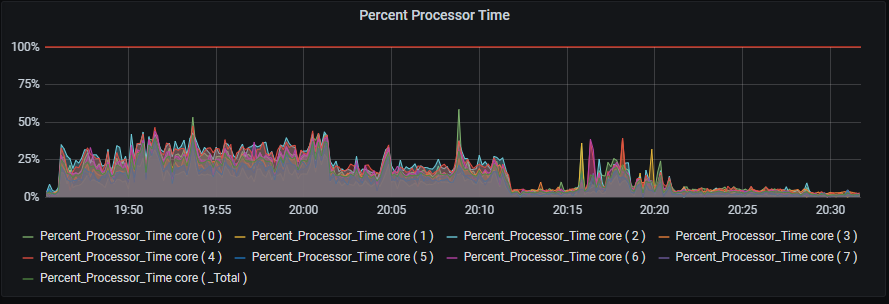 Percent Processor Time
100%
75%
50%
25%
0%
19:50 19:55 20:00 20:05 20:10 20:15 20:20 20:25 20:30
Percent_Processor_Time core ( 0 ) Percent_Processor_Time core ( 1 ) Percent_Processor_Time core ( 2 ) Percent_Processor_Time core ( 3 )
Percent_Processor_Time core ( 4 ) Percent_Processor_Time core ( 5 ) Percent_Processor_Time core ( 6 ) Percent_Processor_Time core ( 7 )
Percent_Processor_Time core ( _Total )